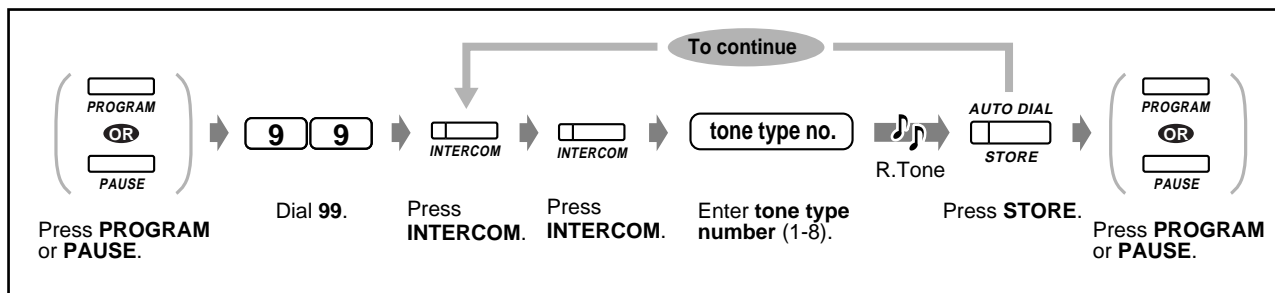 To continue
PROGRAM
OR
PAUSE
Press PROGRAM
or PAUSE.
9 9
Dial 99.
INTERCOM
Press
INTERCOM.
INTERCOM
Press
INTERCOM.
tone type no.
Enter tone type
number (1-8).
R.Tone
AUTO DIAL
STORE
Press STORE.
PROGRAM
OR
PAUSE
Press PROGRAM
or PAUSE.